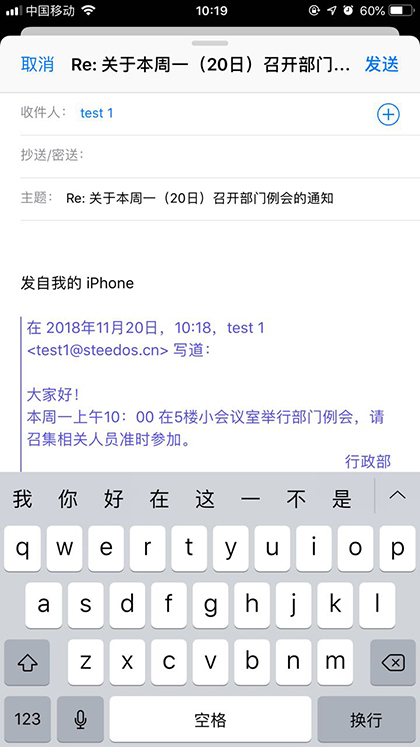 中国移动 10:19 60%
取消 Re: 关于本周一（20日）召开部门... 发送
收件人： test 1
抄送/密送：
主题： Re: 关于本周一（20日）召开部门例会的通知
发自我的 iPhone
在 2018年11月20日，10:18，test 1
<test1@steedos.cn> 写道：
大家好！
本周一上午10：00 在5楼小会议室举行部门例会，请
召集相关人员准时参加。
行政部
我 你 好 在 这 一 不 是
q w e r t y u i o p
a s d f g h j k l
z x c v b n m
123 空格 换行